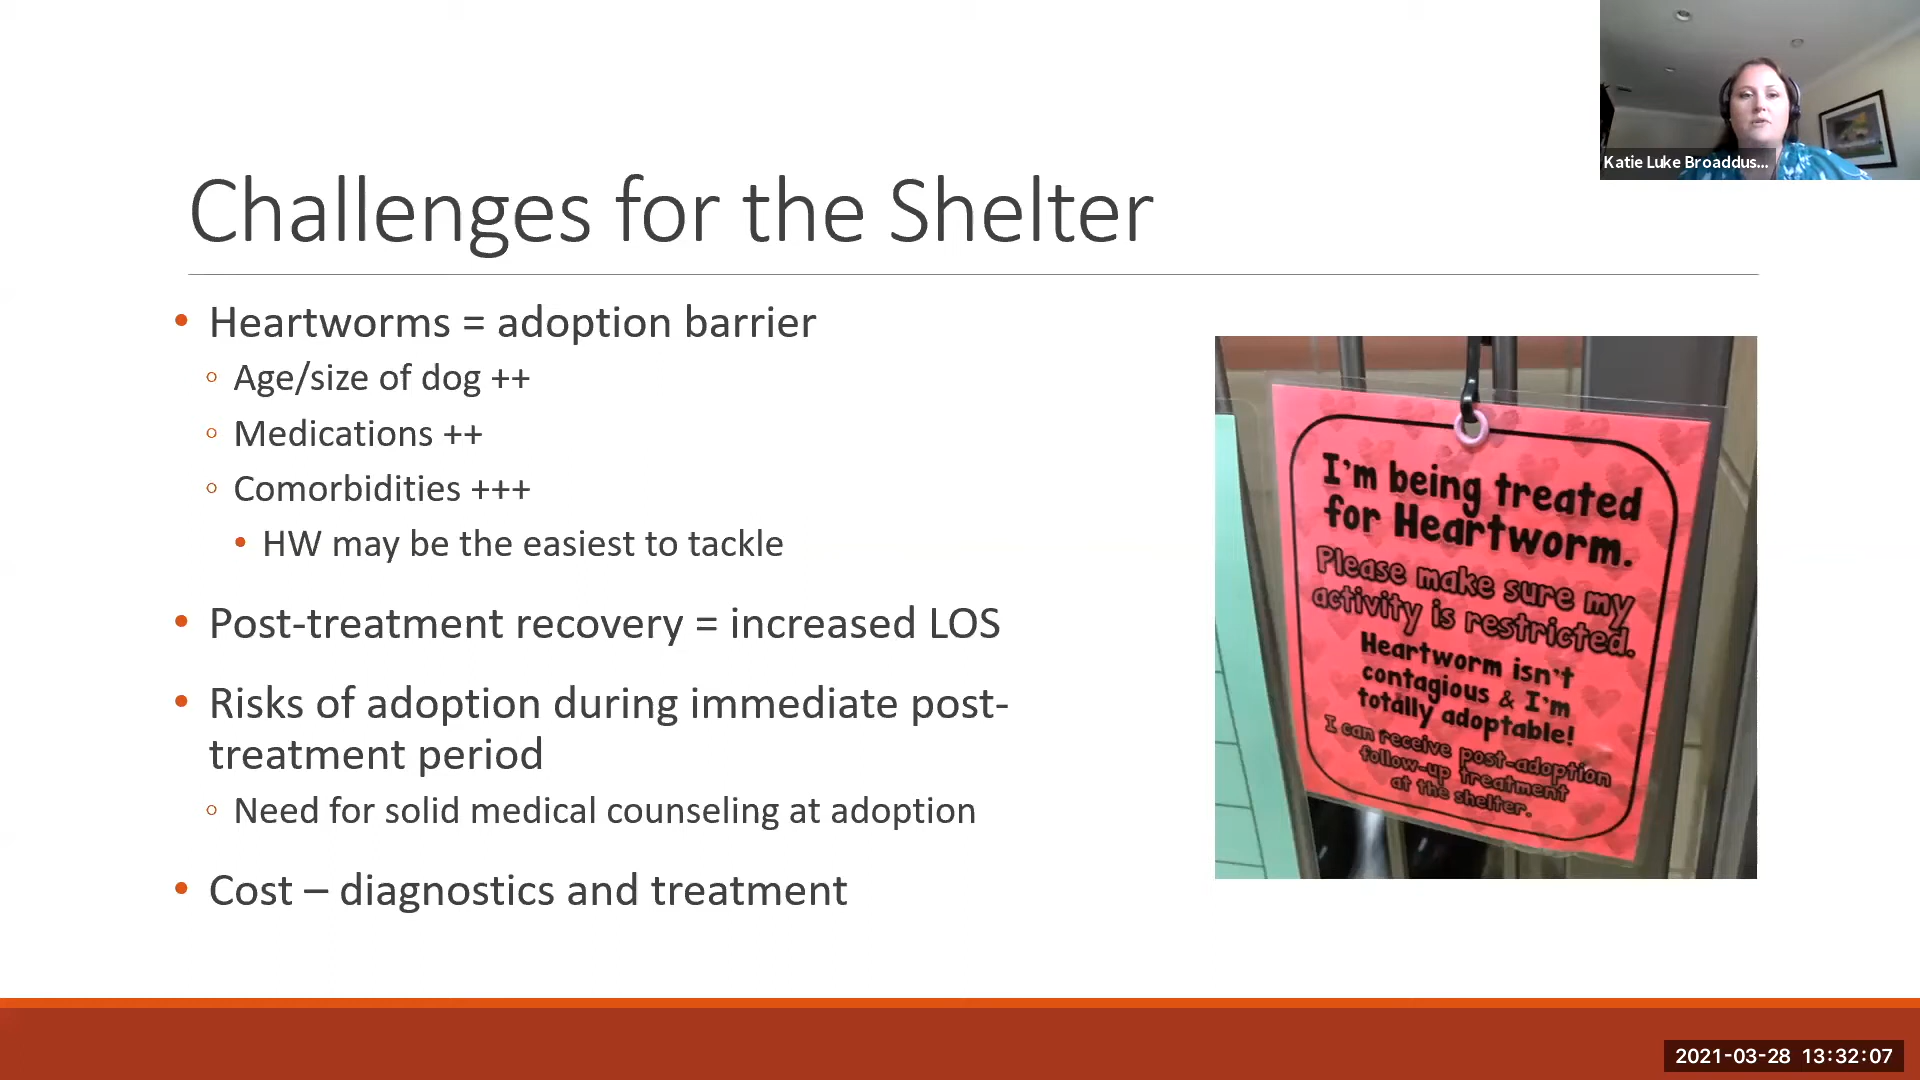 Katie Luke Broaddus...
Challenges for the Shelter
• Heartworms = adoption barrier
◦ Age/size of dog ++
◦ Medications ++
◦ Comorbidities +++
• HW may be the easiest to tackle
• Post-treatment recovery = increased LOS
• Risks of adoption during immediate post-
treatment period
◦ Need for solid medical counseling at adoption
• Cost – diagnostics and treatment
I'm being treated
for Heartworm.
Please make sure my
activity is restricted.
Heartworm isn't
contagious & I'm
totally adoptable!
I can receive post-adoption
follow-up treatment
at the shelter.
2021-03-28 13:32:07